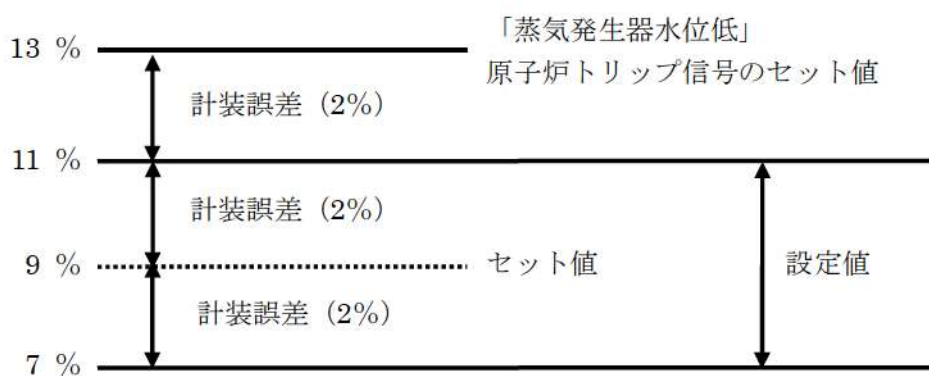 「蒸気発生器水位低」
13 %
原子炉トリップ信号のセット値
計装誤差（2%）
11 %
計装誤差（2%）
9 %
セット値
設定値
計装誤差（2%）
7 %